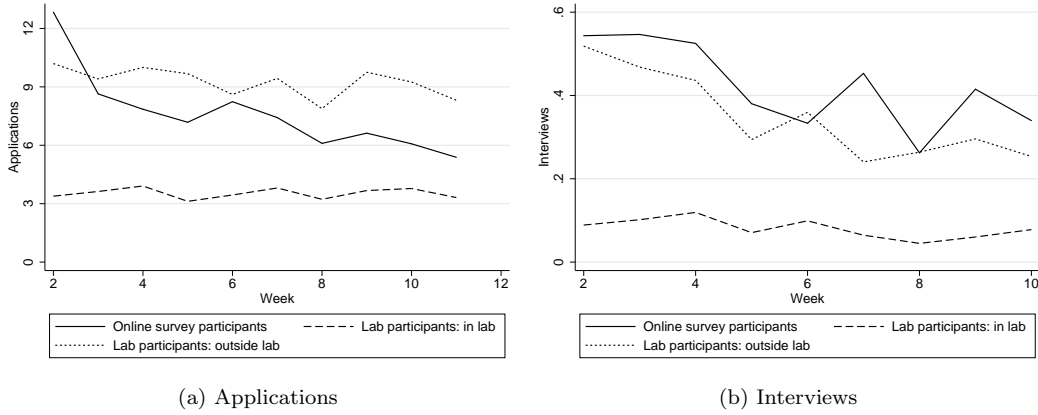 12
9
6
3
0
Applications
2 4 6 8 10 12
Week
Online survey participants Lab participants: in lab
Lab participants: outside lab
(a) Applications
.6
.4
.2
0
Interviews
2 4 6 8 10
Week
Online survey participants Lab participants: in lab
Lab participants: outside lab
(b) Interviews